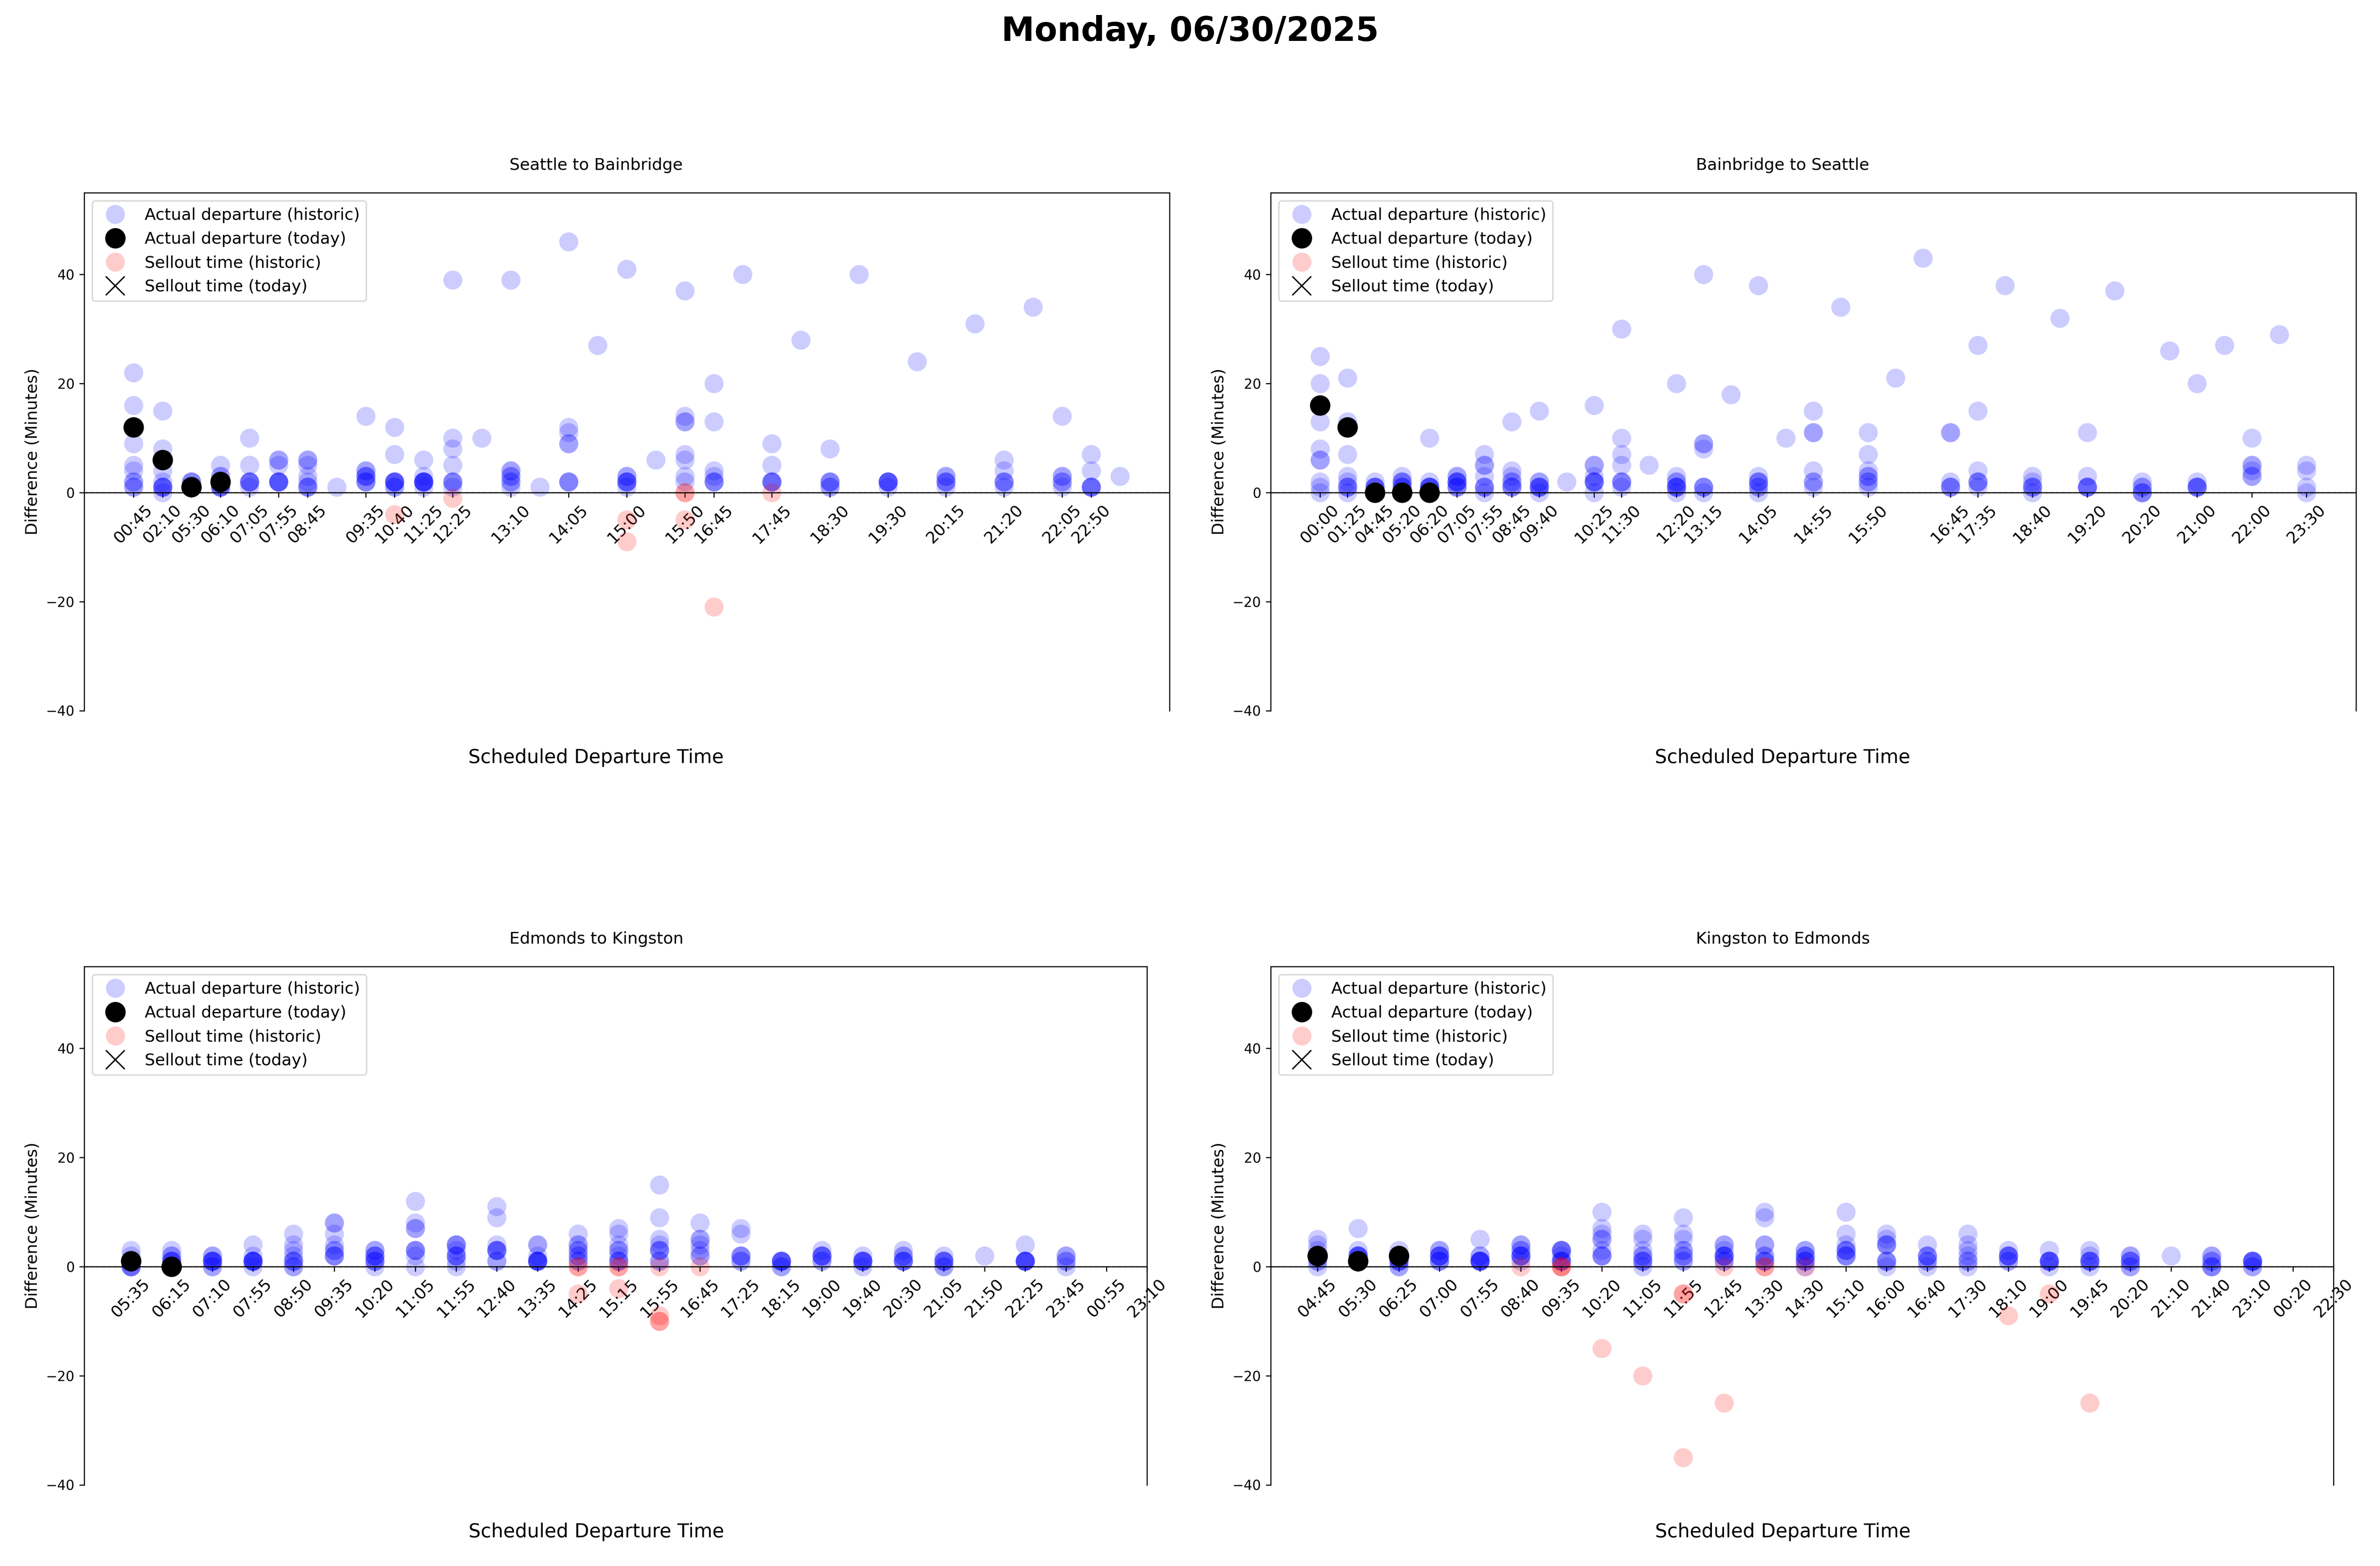 Monday, 06/30/2025
Seattle to Bainbridge
Actual departure (historic)
Actual departure (today)
Sellout time (historic)
Sellout time (today)
Difference (Minutes)
40
20
0
−20
−40
00:45 02:10 05:30 06:10 07:05 07:55 08:45 09:35 10:40 11:25 12:25 13:10 14:05 15:00 15:50 16:45 17:45 18:30 19:30 20:15 21:20 22:05 22:50
Scheduled Departure Time
Bainbridge to Seattle
Actual departure (historic)
Actual departure (today)
Sellout time (historic)
Sellout time (today)
Difference (Minutes)
40
20
0
−20
−40
00:00 01:25 04:45 05:20 06:20 07:05 07:55 08:45 09:40 10:25 11:30 12:20 13:15 14:05 14:55 15:50 16:45 17:35 18:40 19:20 20:20 21:00 22:00 23:30
Scheduled Departure Time
Edmonds to Kingston
Actual departure (historic)
Actual departure (today)
Sellout time (historic)
Sellout time (today)
Difference (Minutes)
40
20
0
−20
−40
05:35 06:15 07:10 07:55 08:50 09:35 10:20 11:05 11:55 12:40 13:35 14:25 15:15 15:55 16:45 17:25 18:15 19:00 19:40 20:30 21:05 21:50 22:25 23:45 00:55 23:10
Scheduled Departure Time
Kingston to Edmonds
Actual departure (historic)
Actual departure (today)
Sellout time (historic)
Sellout time (today)
Difference (Minutes)
40
20
0
−20
−40
04:45 05:30 06:25 07:00 07:55 08:40 09:35 10:20 11:05 11:55 12:45 13:30 14:30 15:10 16:00 16:40 17:30 18:10 19:00 19:45 20:20 21:10 21:40 23:10 00:20 22:30
Scheduled Departure Time